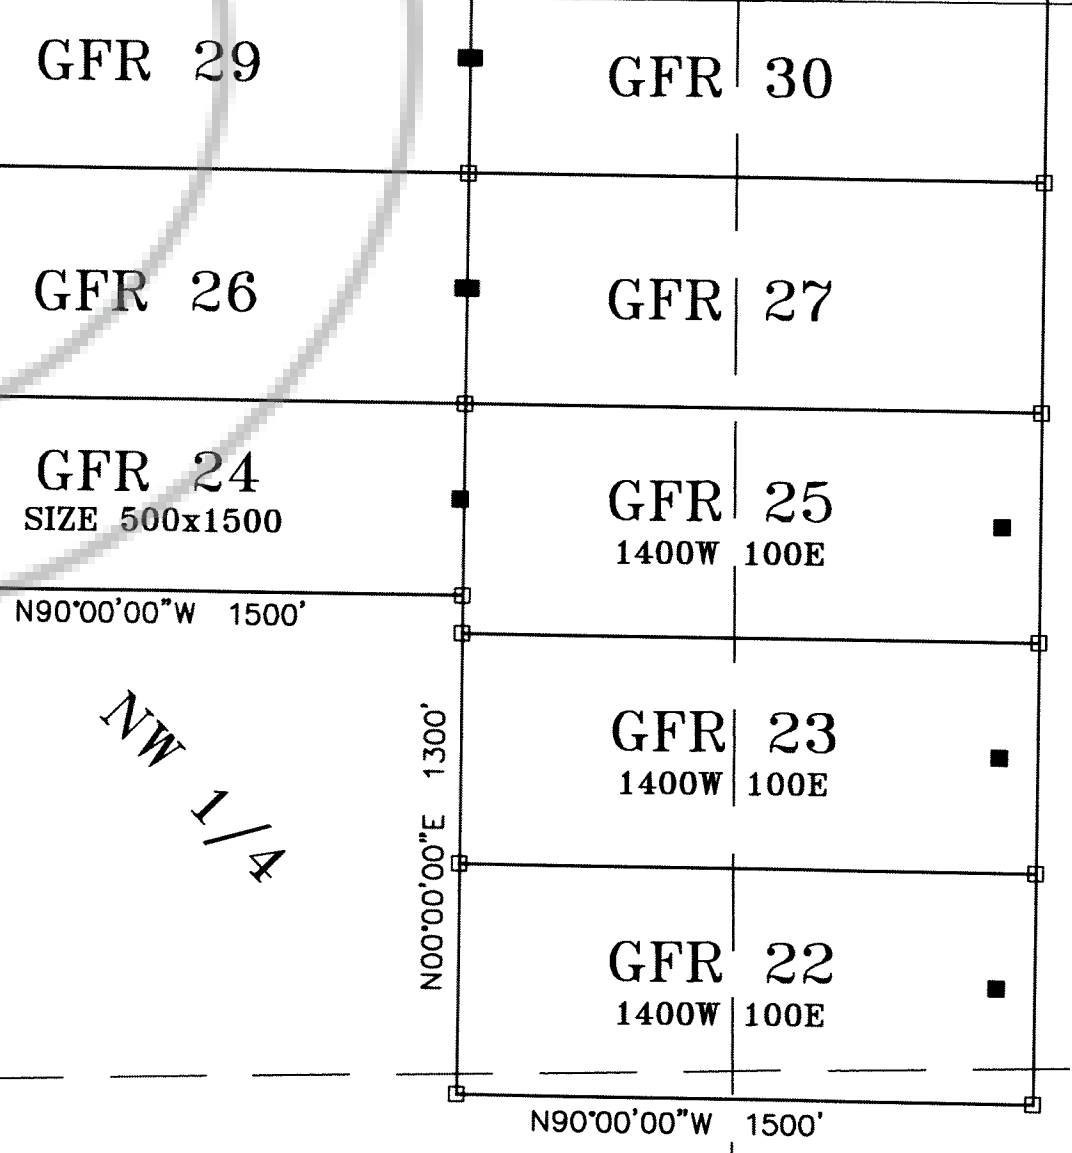 GFR 29
GFR 30
GFR 26
GFR 27
GFR 24
SIZE 500x1500
GFR 25
1400W 100E
N90°00'00"W 1500'
NW 1/4
N00°00'00"E 1300'
GFR 23
1400W 100E
GFR 22
1400W 100E
N90°00'00"W 1500'